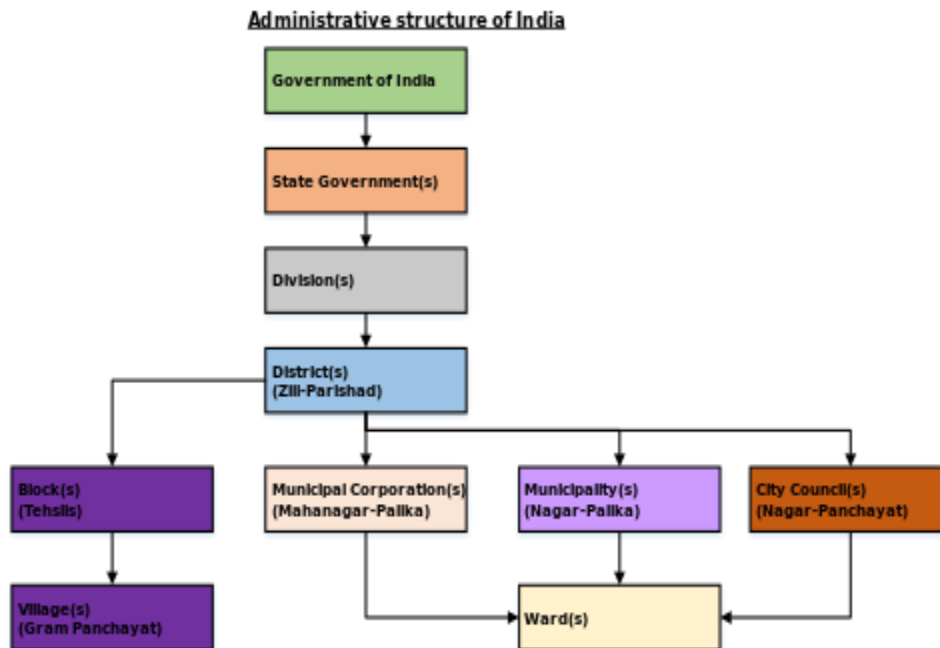 Administrative structure of India
Government of India
State Government(s)
Division(s)
District(s)
(Zill-Parishad)
Block(s)
(Tehsils)
Municipal Corporation(s)
(Mahanagar-Palika)
Municipality(s)
(Nagar-Palika)
City Council(s)
(Nagar-Panchayat)
Village(s)
(Gram Panchayat)
Ward(s)